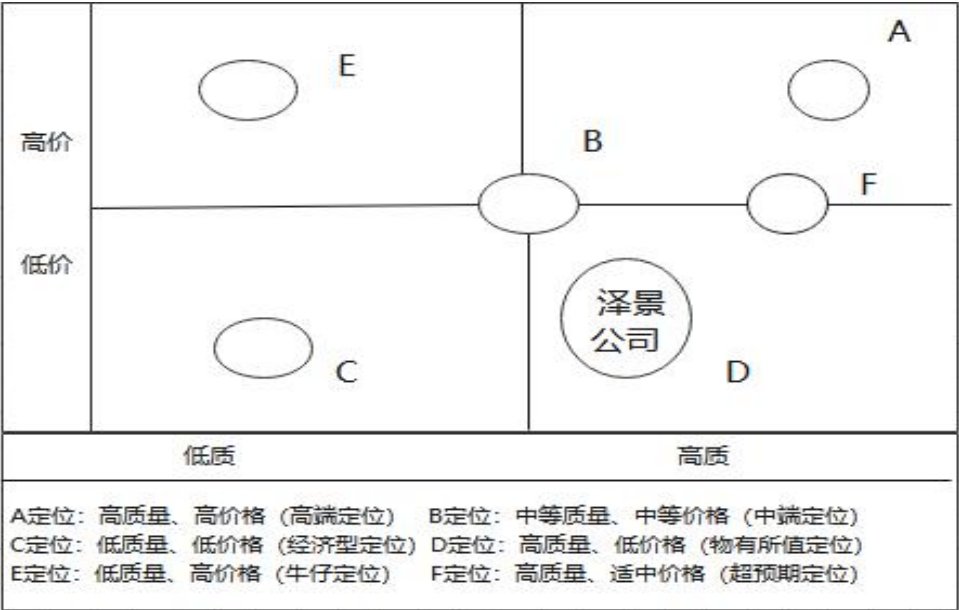 A
E
B
高价
F
低价
泽景
公司
C
D
低质 高质
A定位：高质量、高价格（高端定位） B定位：中等质量、中等价格（中端定位）
C定位：低质量、低价格（经济型定位） D定位：高质量、低价格（物有所值定位）
E定位：低质量、高价格（牛仔定位） F定位：高质量、适中价格（超预期定位）